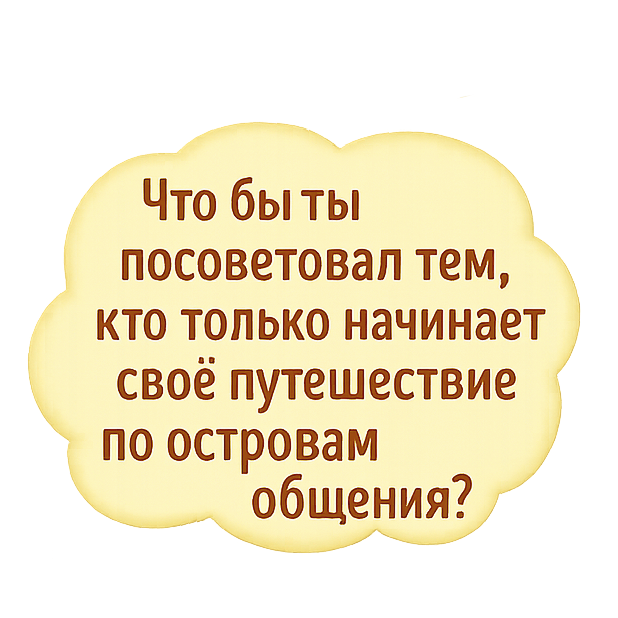 Что бы ты
посоветовал тем,
кто только начинает
своё путешествие
по островам
общения?